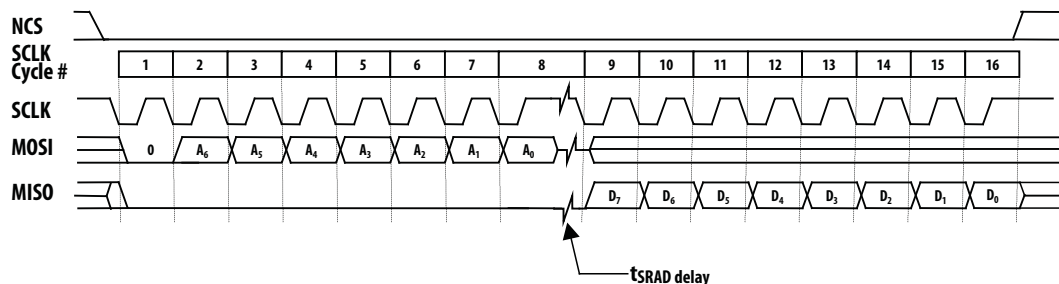 NCS
SCLK
Cycle # 1 2 3 4 5 6 7 8 9 10 11 12 13 14 15 16
SCLK
MOSI 0 A6 A5 A4 A3 A2 A1 A0
MISO D7 D6 D5 D4 D3 D2 D1 D0
tSRAD delay